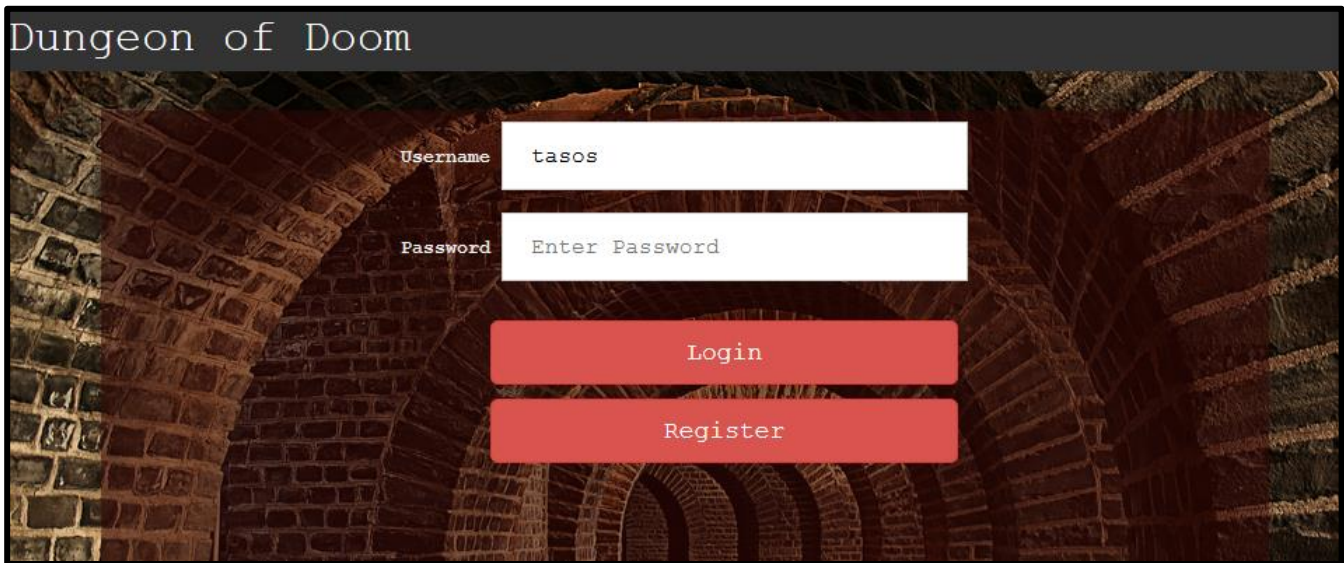 Dungeon of Doom
Username
tasos
Password
Enter Password
Login
Register